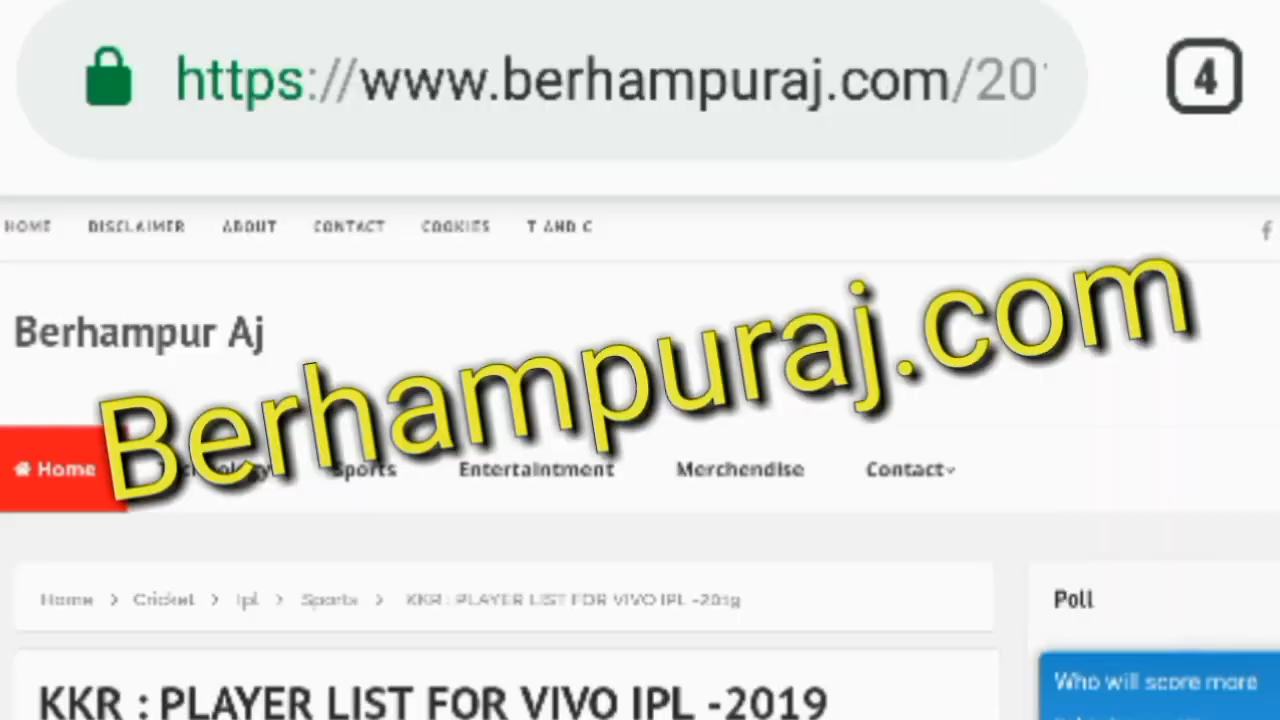 https://www.berhampuraj.com/20
4
HOME DISCLAIMER ABOUT CONTACT COOKIES T AND C
f
Berhampur Aj
Berhampuraj.com
Home Technology Sports Entertaintment Merchendise Contact
Home > Cricket > Ipl > Sports > KKR : PLAYER LIST FOR VIVO IPL -2019
Poll
KKR : PLAYER LIST FOR VIVO IPL -2019
Who will score more